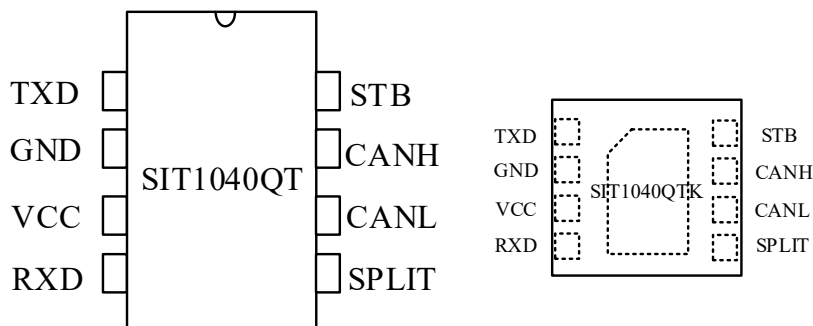 TXD
STB
GND
CANH
SIT1040QT
VCC
CANL
RXD
SPLIT
TXD
STB
GND
CANH
SIT1040QTK
VCC
CANL
RXD
SPLIT